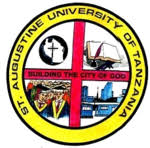 ST. AUGUSTINE UNIVERSITY OF TANZANIA
BUILDING THE CITY OF GOD